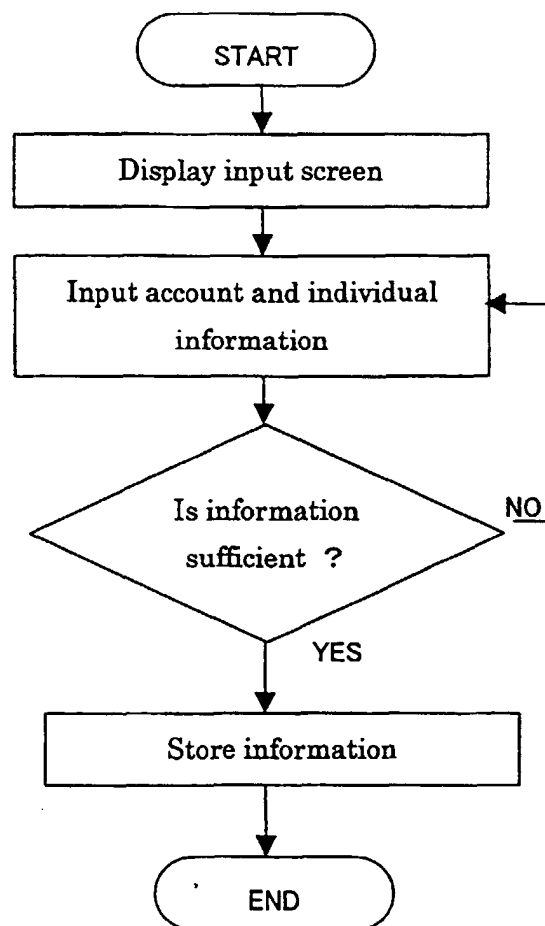 START
Display input screen
Input account and individual
information
Is information
sufficient ?
NO
YES
Store information
END